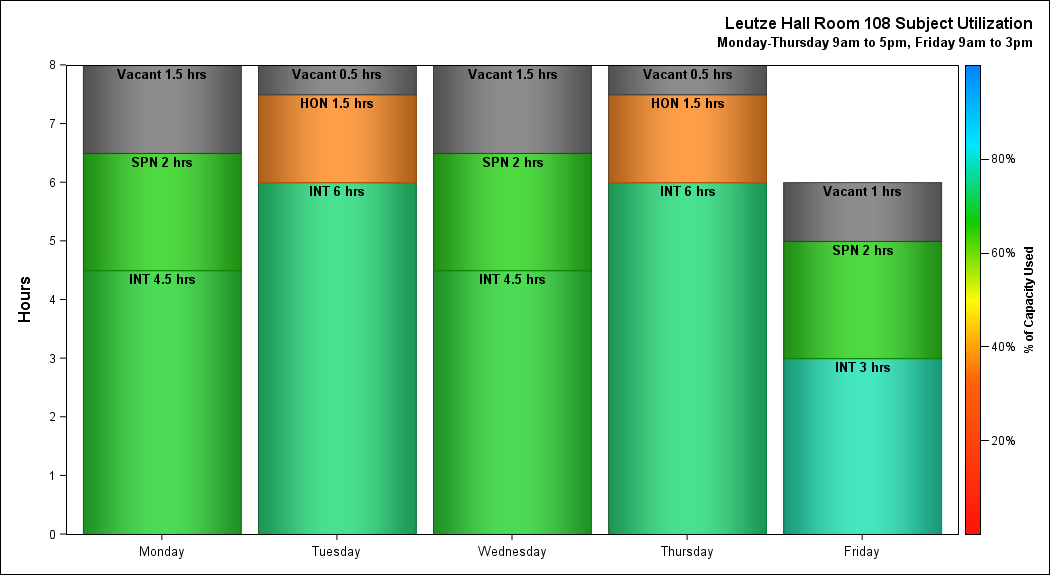 Leutze Hall Room 108 Subject Utilization
Monday-Thursday 9am to 5pm, Friday 9am to 3pm
Hours
8
7
6
5
4
3
2
1
0
Vacant 1.5 hrs
SPN 2 hrs
INT 4.5 hrs
Vacant 0.5 hrs
HON 1.5 hrs
INT 6 hrs
Vacant 1.5 hrs
SPN 2 hrs
INT 4.5 hrs
Vacant 0.5 hrs
HON 1.5 hrs
INT 6 hrs
Vacant 1 hrs
SPN 2 hrs
INT 3 hrs
Monday
Tuesday
Wednesday
Thursday
Friday
80%
60%
40%
20%
% of Capacity Used